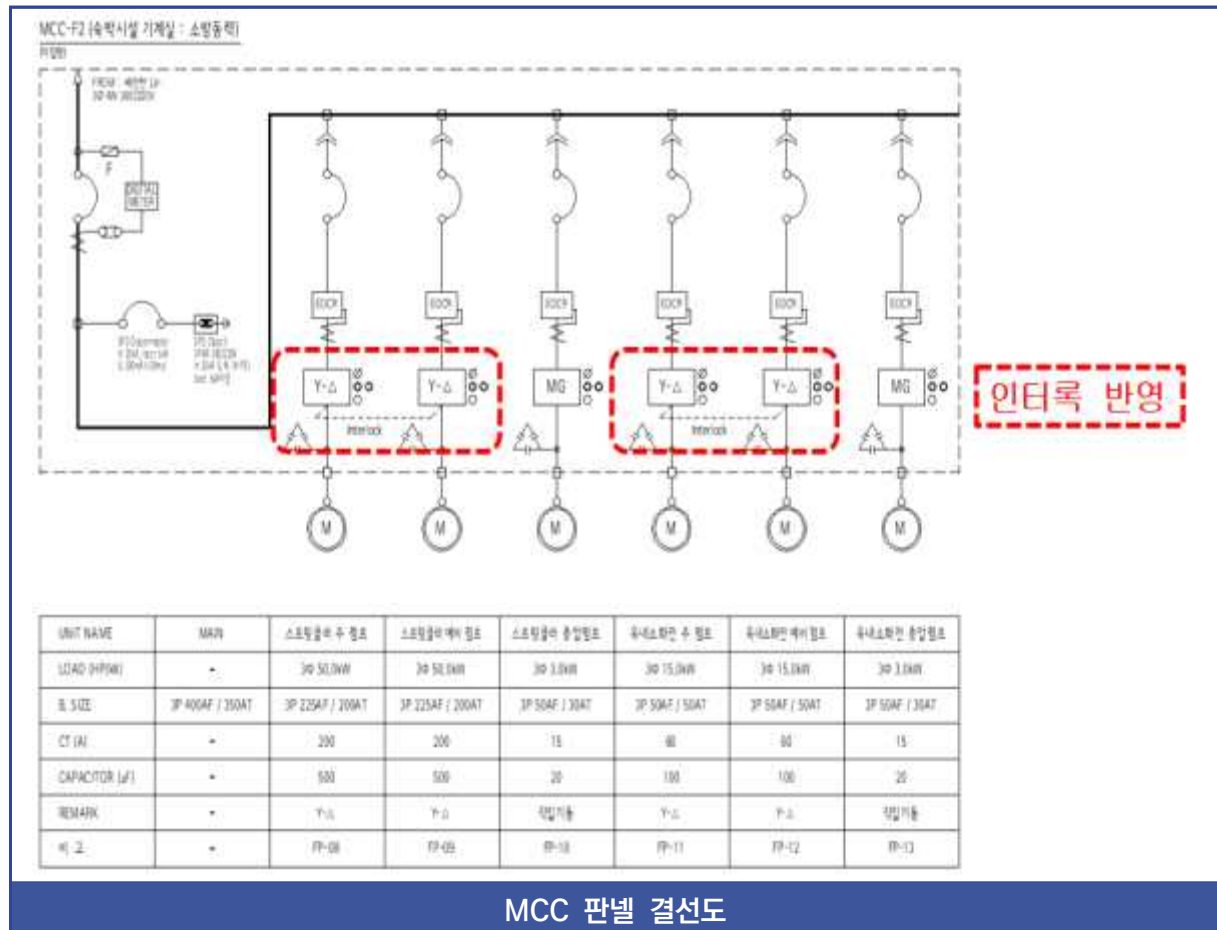 MCC-F2 (숙박시설 기계실 : 소방동력)
F
DIGITAL
METER
EOCR EOCR EOCR EOCR EOCR EOCR
Y-△ Y-△ MG Y-△ Y-△ MG
Interlock Interlock
인터록 반영
M M M M M M
UNIT NAME MAIN 스프링클러 주 펌프 스프링클러 예비 펌프 스프링클러 충압펌프 옥내소화전 주 펌프 옥내소화전 예비 펌프 옥내소화전 충압펌프
LOAD (HP/kW) - 3Φ 50.0kW 3Φ 50.0kW 3Φ 3.0kW 3Φ 15.0kW 3Φ 15.0kW 3Φ 3.0kW
B. SIZE 3P 400AF / 350AT 3P 225AF / 200AT 3P 225AF / 200AT 3P 50AF / 30AT 3P 50AF / 50AT 3P 50AF / 50AT 3P 50AF / 30AT
CT (A) - 200 200 15 60 60 15
CAPACITOR (uF) - 500 500 20 100 100 20
REMARK - Y-△ Y-△ 직입기동 Y-△ Y-△ 직입기동
비 고 - FP-08 FP-09 FP-10 FP-11 FP-12 FP-13
MCC 판넬 결선도